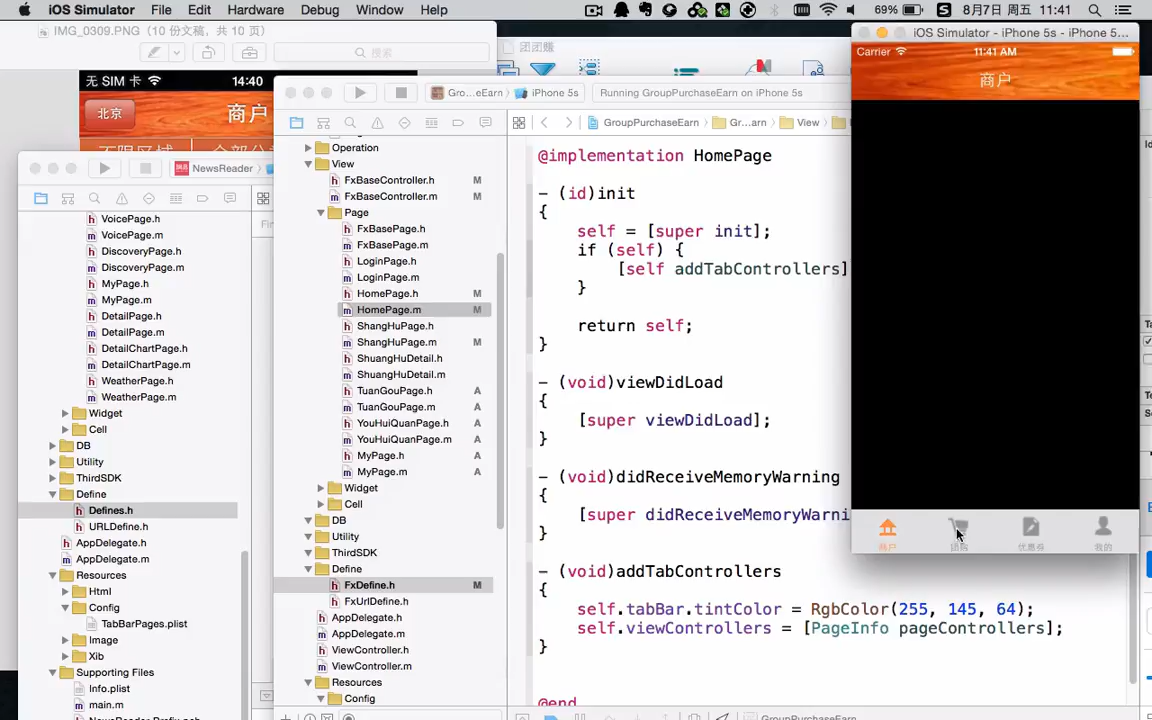 iOS Simulator File Edit Hardware Debug Window Help 69% 8月7日 周五 11:41
IMG_0309.PNG (10 份文稿，共 10 页)
搜索
团团赚
无 SIM 卡 14:40
北京 商户
NewsReader
VoicePage.h
VoicePage.m
DiscoveryPage.h
DiscoveryPage.m
MyPage.h
MyPage.m
DetailPage.h
DetailPage.m
DetailChartPage.h
DetailChartPage.m
WeatherPage.h
WeatherPage.m
Widget
Cell
DB
Utility
ThirdSDK
Define
Defines.h
URLDefine.h
AppDelegate.h
AppDelegate.m
Resources
Html
Config
TabBarPages.plist
Image
Xib
Supporting Files
Info.plist
main.m
Gro...eEarn iPhone 5s Running GroupPurchaseEarn on iPhone 5s
GroupPurchaseEarn Gr...arn View
Operation
View
FxBaseController.h M
FxBaseController.m M
Page
FxBasePage.h
FxBasePage.m
LoginPage.h
LoginPage.m
HomePage.h M
HomePage.m M
ShangHuPage.h
ShangHuPage.m M
ShuangHuDetail.h
ShuangHuDetail.m
TuanGouPage.h A
TuanGouPage.m A
YouHuiQuanPage.h A
YouHuiQuanPage.m A
MyPage.h A
MyPage.m A
Widget
Cell
DB
Utility
ThirdSDK
Define
FxDefine.h M
FxUrlDefine.h
AppDelegate.h
AppDelegate.m
ViewController.h
ViewController.m
Resources
Config
@implementation HomePage
- (id)init
{
self = [super init];
if (self) {
[self addTabControllers]
}
return self;
}
- (void)viewDidLoad
{
[super viewDidLoad];
}
- (void)didReceiveMemoryWarning
{
[super didReceiveMemoryWarni
}
- (void)addTabControllers
{
self.tabBar.tintColor = RgbColor(255, 145, 64);
self.viewControllers = [PageInfo pageControllers];
}
@end
GroupPurchaseEarn
iOS Simulator - iPhone 5s - iPhone 5...
Carrier 11:41 AM
商户
商户 团购 优惠券 我的